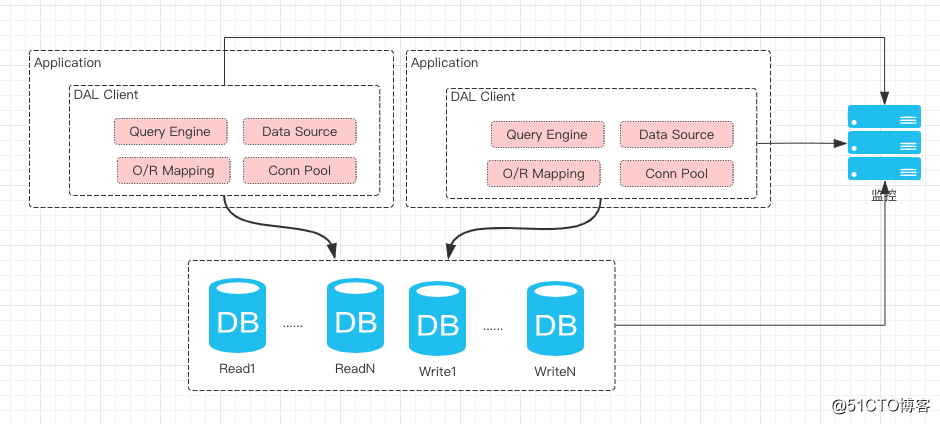 Application
DAL Client
Query Engine
Data Source
O/R Mapping
Conn Pool
Application
DAL Client
Query Engine
Data Source
O/R Mapping
Conn Pool
监控
DB
......
DB
DB
......
DB
Read1
ReadN
Write1
WriteN
@51CTO博客